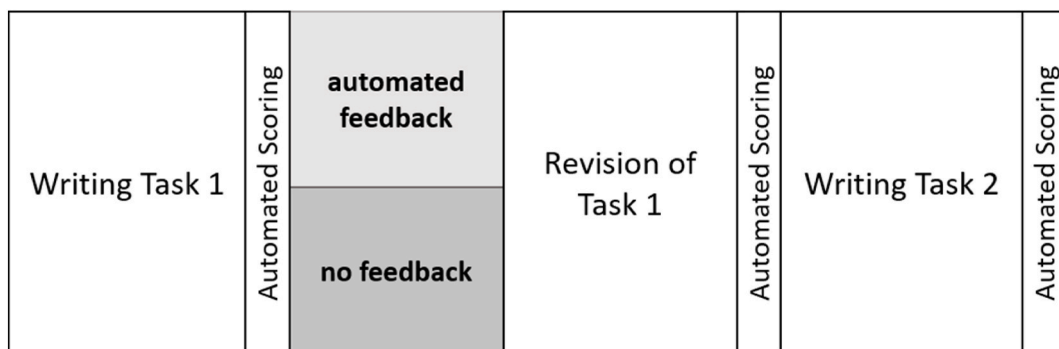 Writing Task 1
Automated Scoring
automated
feedback
no feedback
Revision of
Task 1
Automated Scoring
Writing Task 2
Automated Scoring